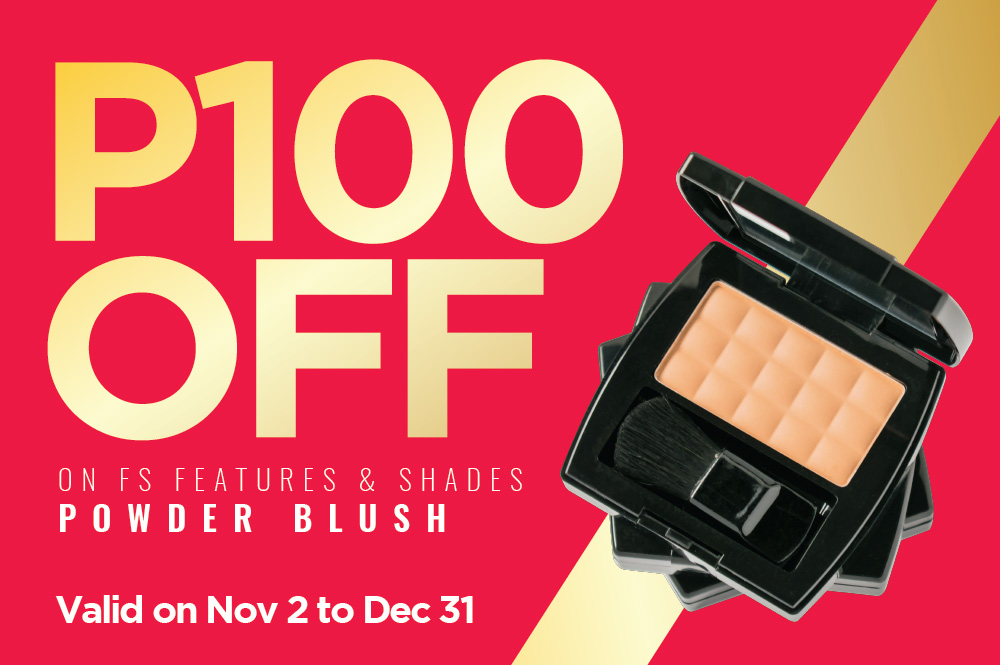 P100
OFF
ON FS FEATURES & SHADES
POWDER BLUSH
Valid on Nov 2 to Dec 31